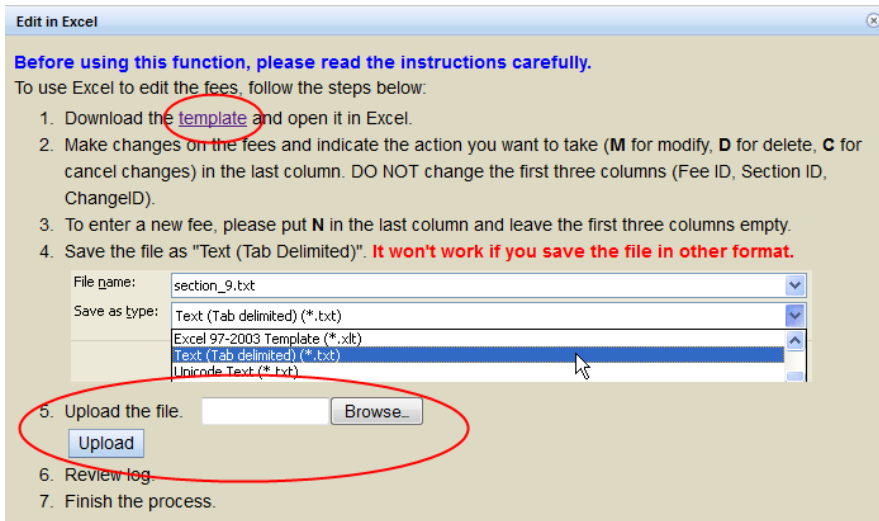 Edit in Excel
Before using this function, please read the instructions carefully.
To use Excel to edit the fees, follow the steps below:
1. Download the template and open it in Excel.
2. Make changes on the fees and indicate the action you want to take (M for modify, D for delete, C for
cancel changes) in the last column. DO NOT change the first three columns (Fee ID, Section ID,
ChangeID).
3. To enter a new fee, please put N in the last column and leave the first three columns empty.
4. Save the file as "Text (Tab Delimited)". It won't work if you save the file in other format.
File name: section_9.txt
Save as type: Text (Tab delimited) (*.txt)
Excel 97-2003 Template (*.xlt)
Text (Tab delimited) (*.txt)
Unicode Text (*.txt)
5. Upload the file. Browse...
Upload
6. Review log.
7. Finish the process.